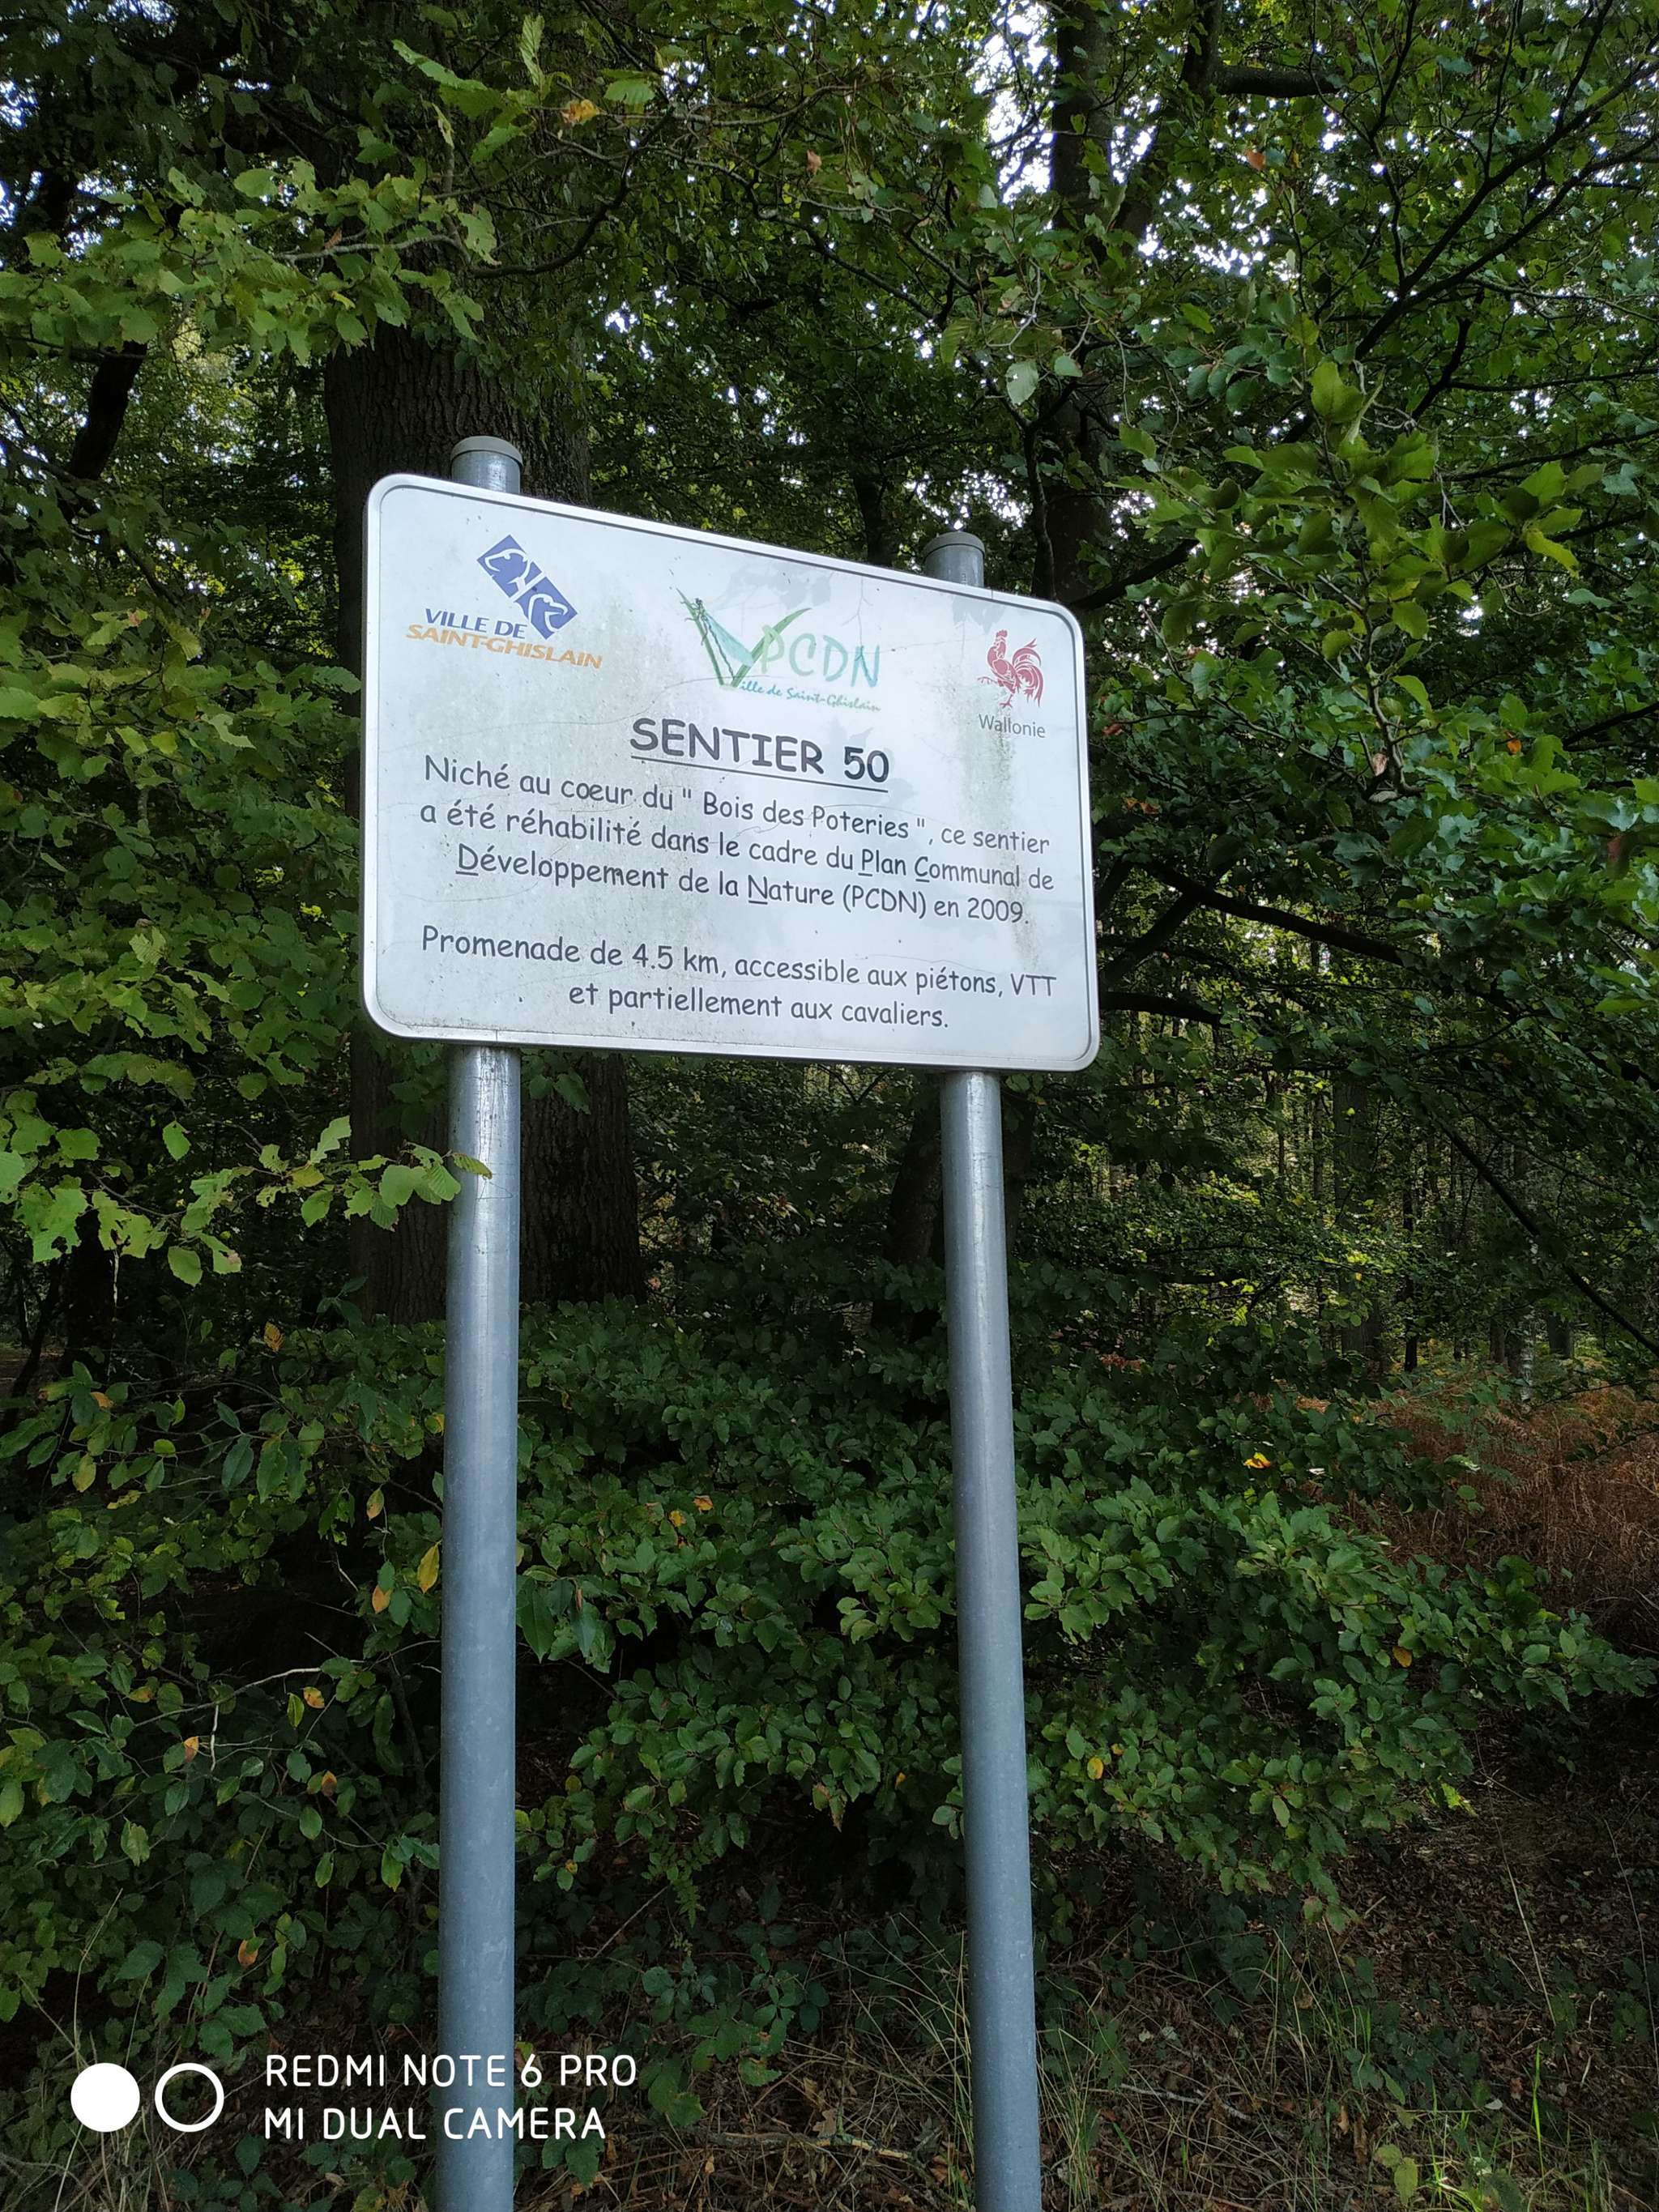 VILLE DE
SAINT-GHISLAIN
PCDN
Ville de Saint-Ghislain
Wallonie
SENTIER 50
Niché au coeur du " Bois des Poteries ", ce sentier
a été réhabilité dans le cadre du Plan Communal de
Développement de la Nature (PCDN) en 2009.
Promenade de 4.5 km, accessible aux piétons, VTT
et partiellement aux cavaliers.
REDMI NOTE 6 PRO
MI DUAL CAMERA